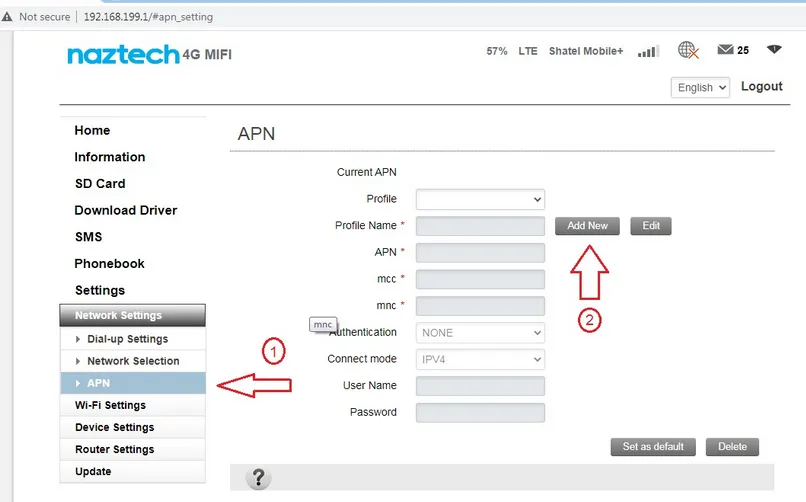 Not secure | 192.168.199.1/#apn_setting
naztech 4G MIFI
57% LTE Shatel Mobile+ 25
English Logout
Home
Information
SD Card
Download Driver
SMS
Phonebook
Settings
Network Settings
Dial-up Settings
Network Selection
APN
Wi-Fi Settings
Device Settings
Router Settings
Update
1
APN
Current APN
Profile
Profile Name * Add New Edit
APN *
mcc *
mnc *
mnc
2
Authentication NONE
Connect mode IPV4
User Name
Password
Set as default Delete
?